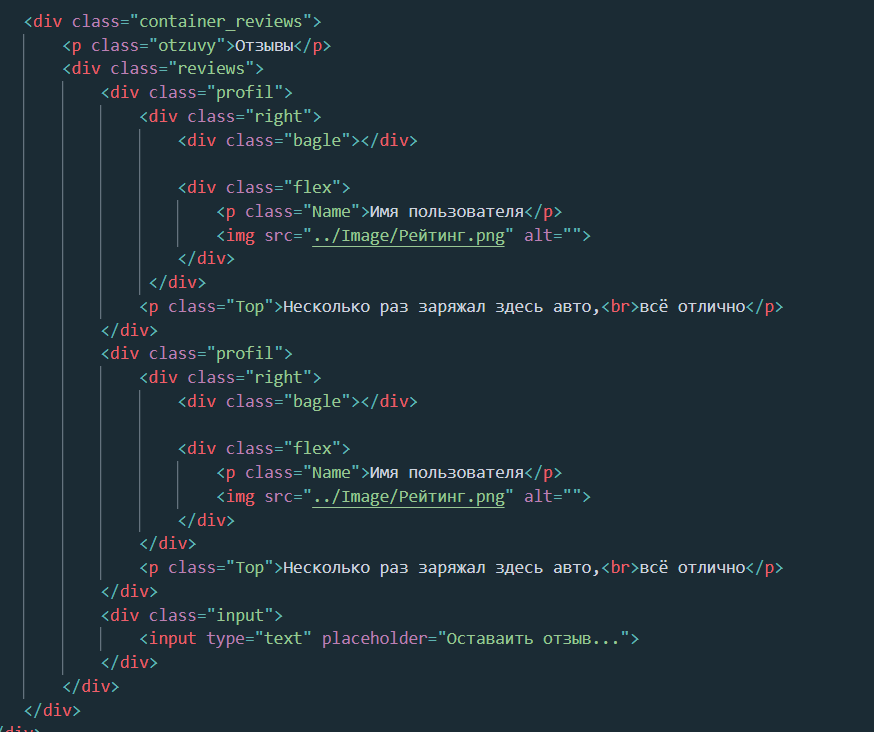 <div class="container_reviews">
<p class="otzuvy">Отзывы</p>
<div class="reviews">
<div class="profil">
<div class="right">
<div class="bagle"></div>
<div class="flex">
<p class="Name">Имя пользователя</p>
<img src="../Image/Рейтинг.png" alt="">
</div>
</div>
<p class="Top">Несколько раз заряжал здесь авто,<br>всё отлично</p>
</div>
<div class="profil">
<div class="right">
<div class="bagle"></div>
<div class="flex">
<p class="Name">Имя пользователя</p>
<img src="../Image/Рейтинг.png" alt="">
</div>
</div>
<p class="Top">Несколько раз заряжал здесь авто,<br>всё отлично</p>
</div>
<div class="input">
<input type="text" placeholder="Оставаить отзыв...">
</div>
</div>
</div>